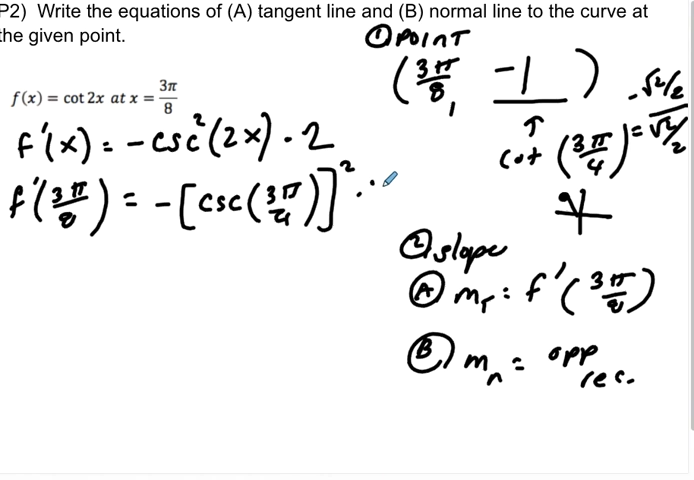 P2) Write the equations of (A) tangent line and (B) normal line to the curve at
the given point.
① POINT
(3π/8, -1)
f(x) = cot 2x at x = 3π/8
↑
cot (3π/4) = -√2/2 / √2/2
f'(x) = -csc²(2x) · 2
f'(3π/8) = -[csc(3π/4)]² ·
② slope
Ⓐ m_T = f'(3π/8)
Ⓑ m_n = opp
rec.